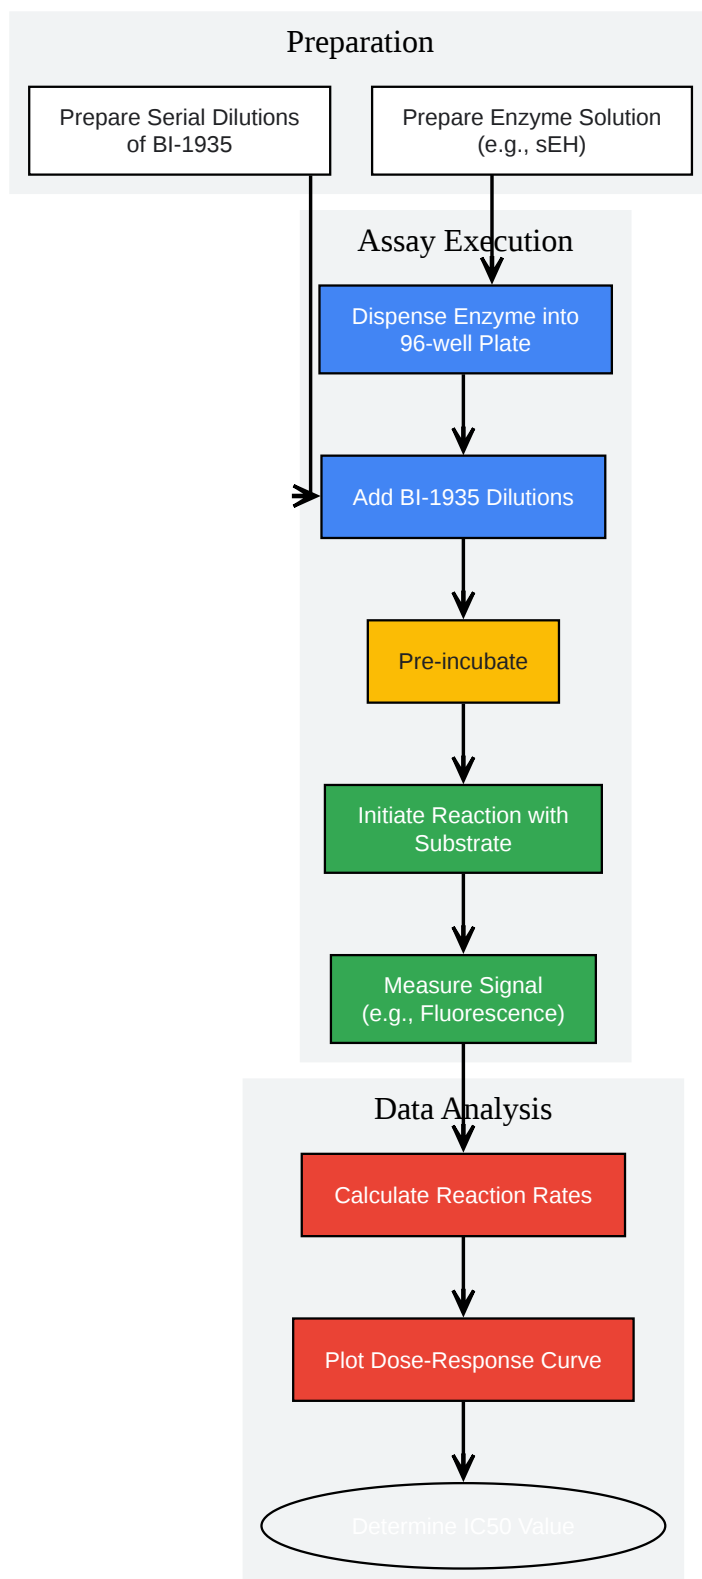 Preparation
Prepare Serial Dilutions
of BI-1935
Prepare Enzyme Solution
(e.g., sEH)
Assay Execution
Dispense Enzyme into
96-well Plate
Add BI-1935 Dilutions
Pre-incubate
Initiate Reaction with
Substrate
Measure Signal
(e.g., Fluorescence)
Data Analysis
Calculate Reaction Rates
Plot Dose-Response Curve
Determine IC50 Value